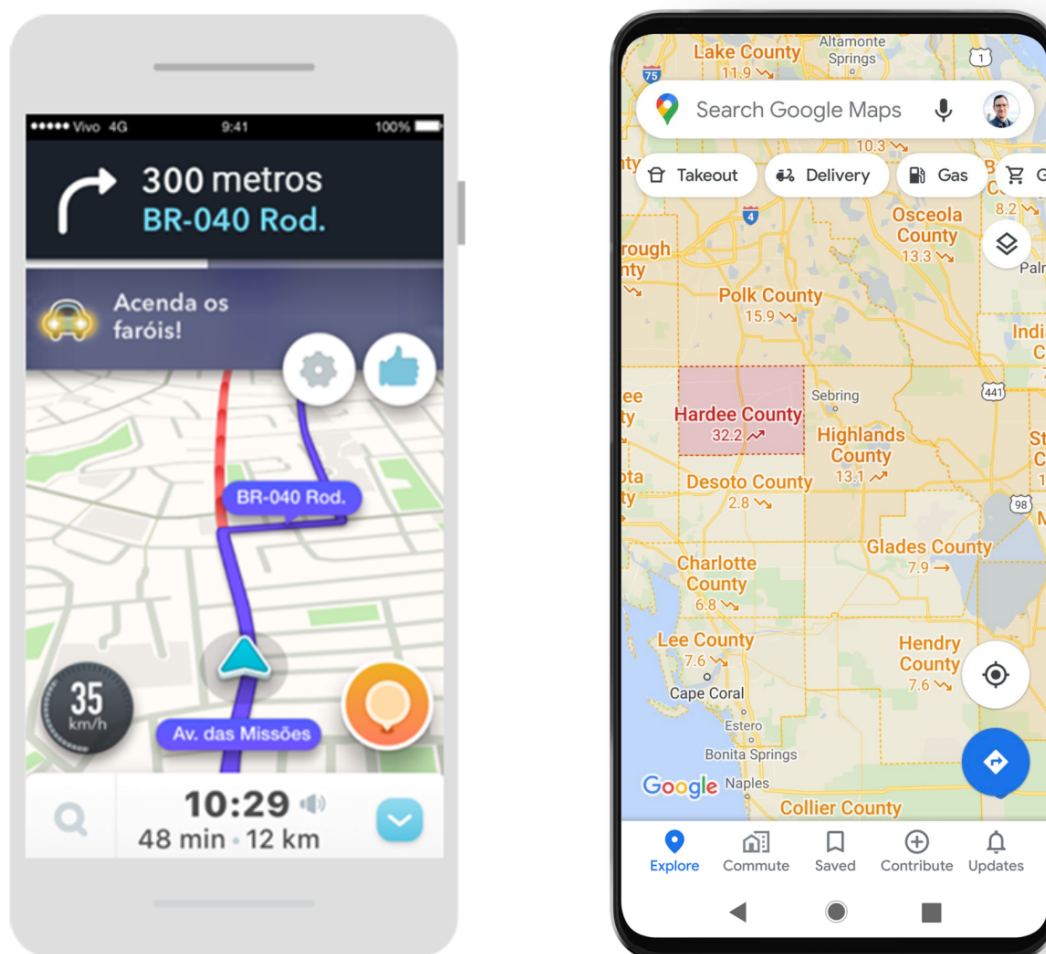 Vivo 4G 9:41 100%
300 metros
BR-040 Rod.
Acenda os
faróis!
BR-040 Rod.
35
km/h
Av. das Missões
10:29
48 min · 12 km
Lake County
11.9
Altamonte
Springs
1
75
Search Google Maps
10.3
Takeout
Delivery
Gas
8.2
4
Osceola
County
13.3
Polk County
15.9
441
Sebring
Hardee County
32.2
Highlands
County
13.1
Desoto County
2.8
98
Glades County
7.9
Charlotte
County
6.8
Lee County
7.6
Hendry
County
7.6
Cape Coral
Estero
Bonita Springs
Google
Naples
Collier County
Explore
Commute
Saved
Contribute
Updates